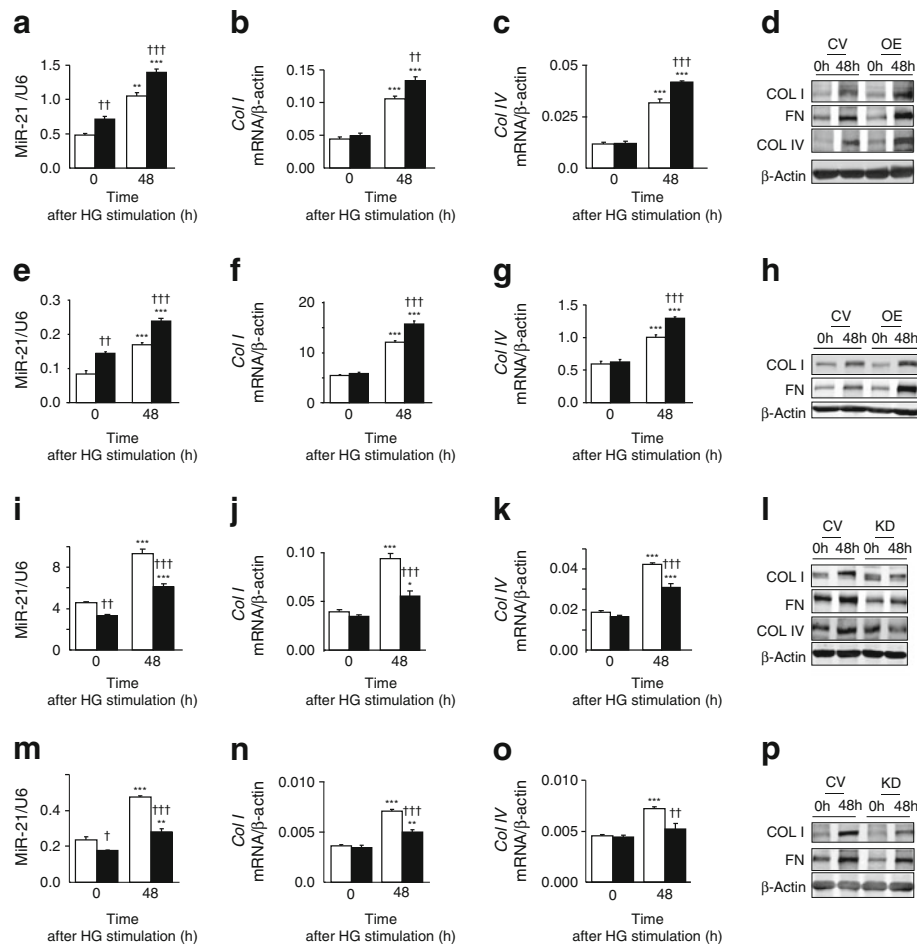 a
MiR-21 /U6
1.5
1.0
0.5
0
††
**
†††
***
0
48
Time
after HG stimulation (h)
b
Col I
mRNA/β-actin
0.15
0.10
0.05
0.00
***
††
***
0
48
Time
after HG stimulation (h)
c
Col IV
mRNA/β-actin
0.05
0.025
0
***
†††
***
0
48
Time
after HG stimulation (h)
d
CV OE
0h 48h 0h 48h
COL I
FN
COL IV
β-Actin
e
MiR-21/U6
0.3
0.2
0.1
0.0
††
***
†††
***
0
48
Time
after HG stimulation (h)
f
Col I
mRNA/β-actin
20
10
0
***
†††
***
0
48
Time
after HG stimulation (h)
g
Col IV
mRNA/β-actin
1.5
1.0
0.5
0.0
***
†††
***
0
48
Time
after HG stimulation (h)
h
CV OE
0h 48h 0h 48h
COL I
FN
β-Actin
i
MiR-21/U6
8
4
0
††
***
†††
***
0
48
Time
after HG stimulation (h)
j
Col I
mRNA/β-actin
0.10
0.05
0.00
***
†††
*
0
48
Time
after HG stimulation (h)
k
Col IV
mRNA/β-actin
0.04
0.02
0.00
***
†††
***
0
48
Time
after HG stimulation (h)
l
CV KD
0h 48h 0h 48h
COL I
FN
COL IV
β-Actin
m
MiR-21/U6
0.6
0.4
0.2
0
†
***
†††
**
0
48
Time
after HG stimulation (h)
n
Col I
mRNA/β-actin
0.010
0.005
0.000
***
†††
**
0
48
Time
after HG stimulation (h)
o
Col IV
mRNA/β-actin
0.010
0.005
0.000
***
††
0
48
Time
after HG stimulation (h)
p
CV KD
0h 48h 0h 48h
COL I
FN
β-Actin